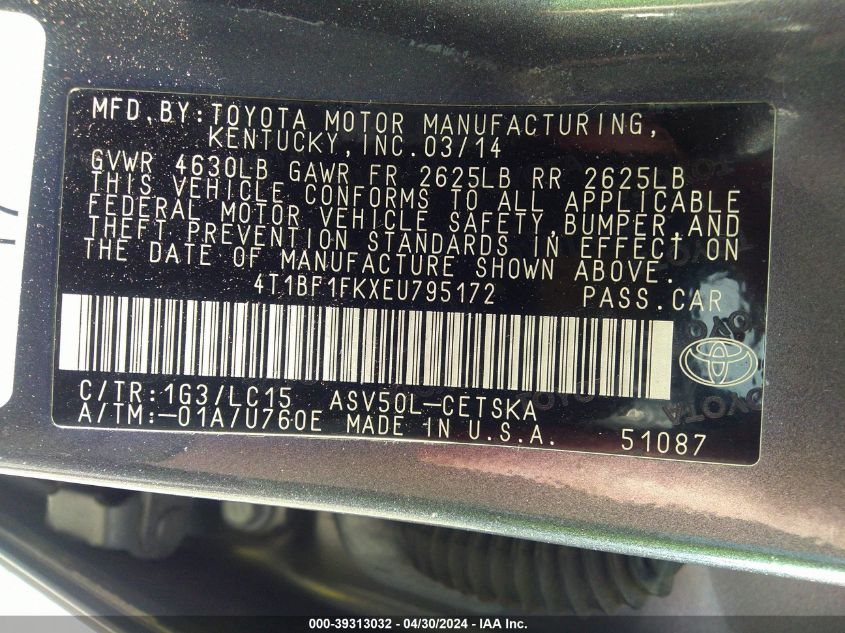 MFD.BY:TOYOTA MOTOR MANUFACTURING,
KENTUCKY,INC.03/14
GVWR 4630LB GAWR FR 2625LB RR 2625LB
THIS VEHICLE CONFORMS TO ALL APPLICABLE
FEDERAL MOTOR VEHICLE SAFETY,BUMPER,AND
THEFT PREVENTION STANDARDS IN EFFECT ON
THE DATE OF MANUFACTURE SHOWN ABOVE.
4T1BF1FKXEU795172 PASS.CAR
C/TR:1G3/LC15 ASV50L-CETSKA
A/TM:-01A/U760E MADE IN U.S.A. 51087
TOYOTA
000-39313032 - 04/30/2024 - IAA Inc.